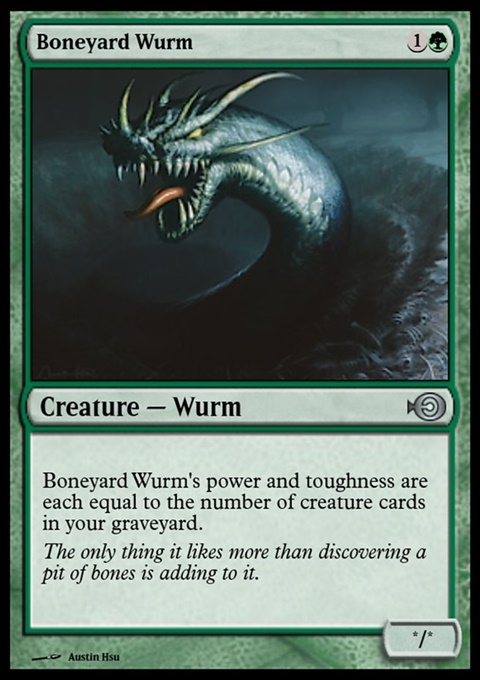 Boneyard Wurm 1
Creature — Wurm
Boneyard Wurm's power and toughness are
each equal to the number of creature cards
in your graveyard.
The only thing it likes more than discovering a
pit of bones is adding to it.
*/*
Austin Hsu